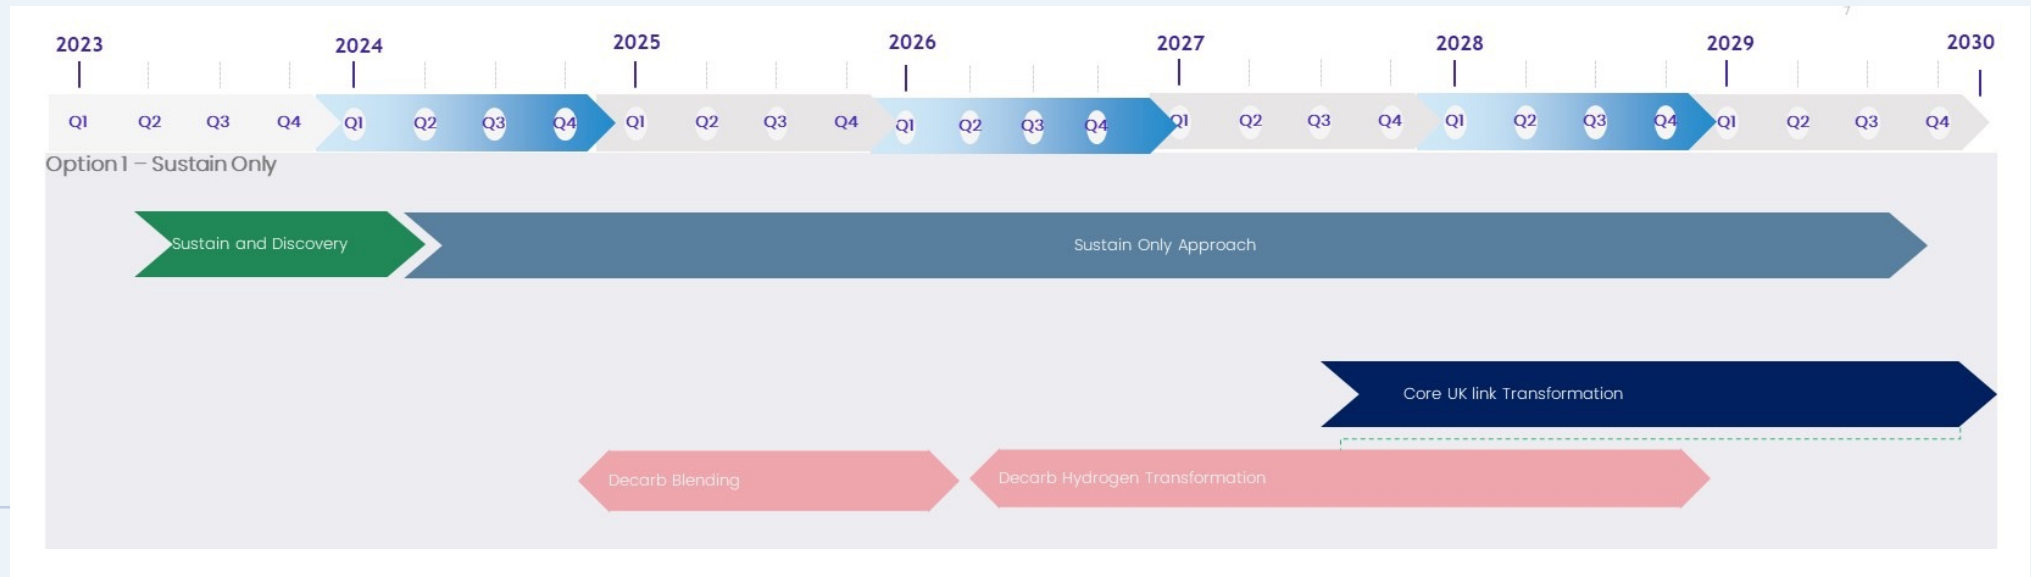 7
2023 2024 2025 2026 2027 2028 2029 2030
Q1 Q2 Q3 Q4 Q1 Q2 Q3 Q4 Q1 Q2 Q3 Q4 Q1 Q2 Q3 Q4 Q1 Q2 Q3 Q4 Q1 Q2 Q3 Q4 Q1 Q2 Q3 Q4
Option 1 – Sustain Only
Sustain and Discovery
Sustain Only Approach
Core UK link Transformation
Decarb Blending
Decarb Hydrogen Transformation